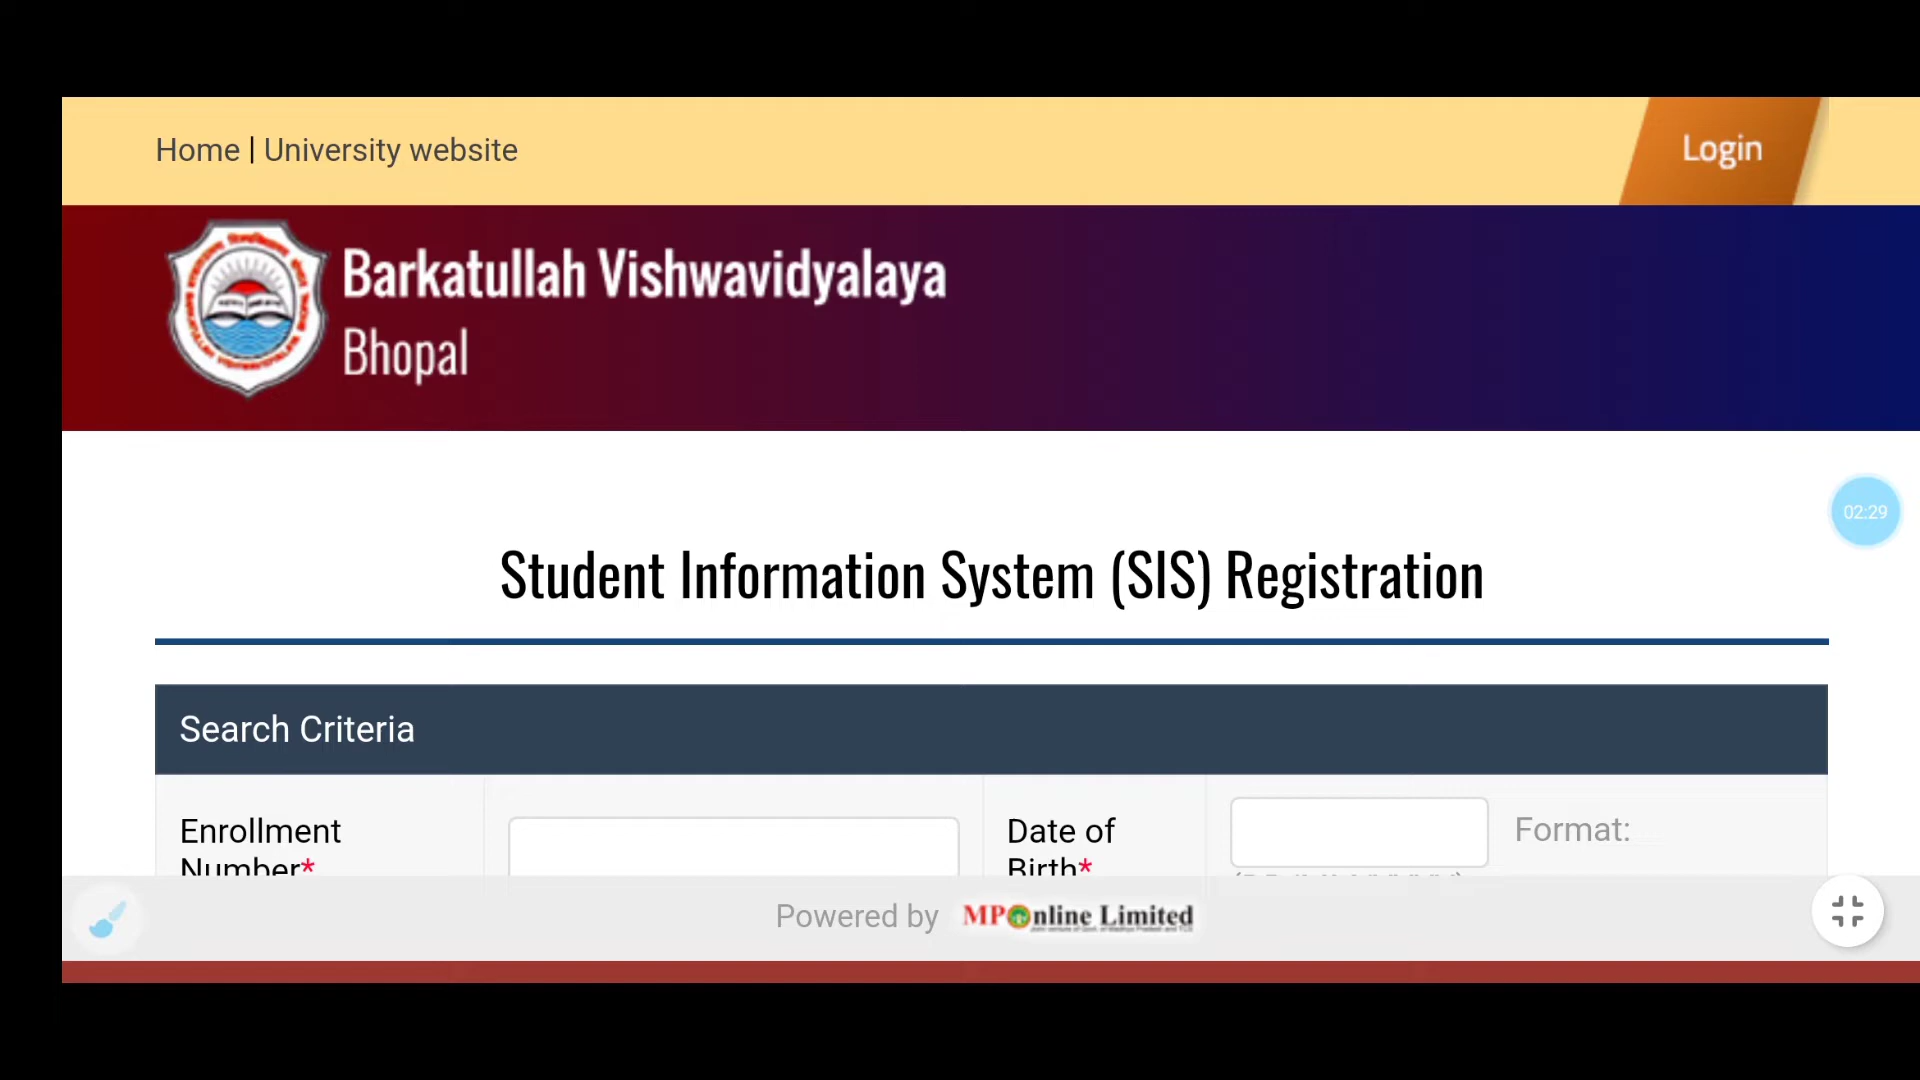 Home | University website
Login
Barkatullah Vishwavidyalaya
Bhopal
02:29
Student Information System (SIS) Registration
Search Criteria
Enrollment
Number*
Date of
Birth*
Format:
Powered by MPOnline Limited